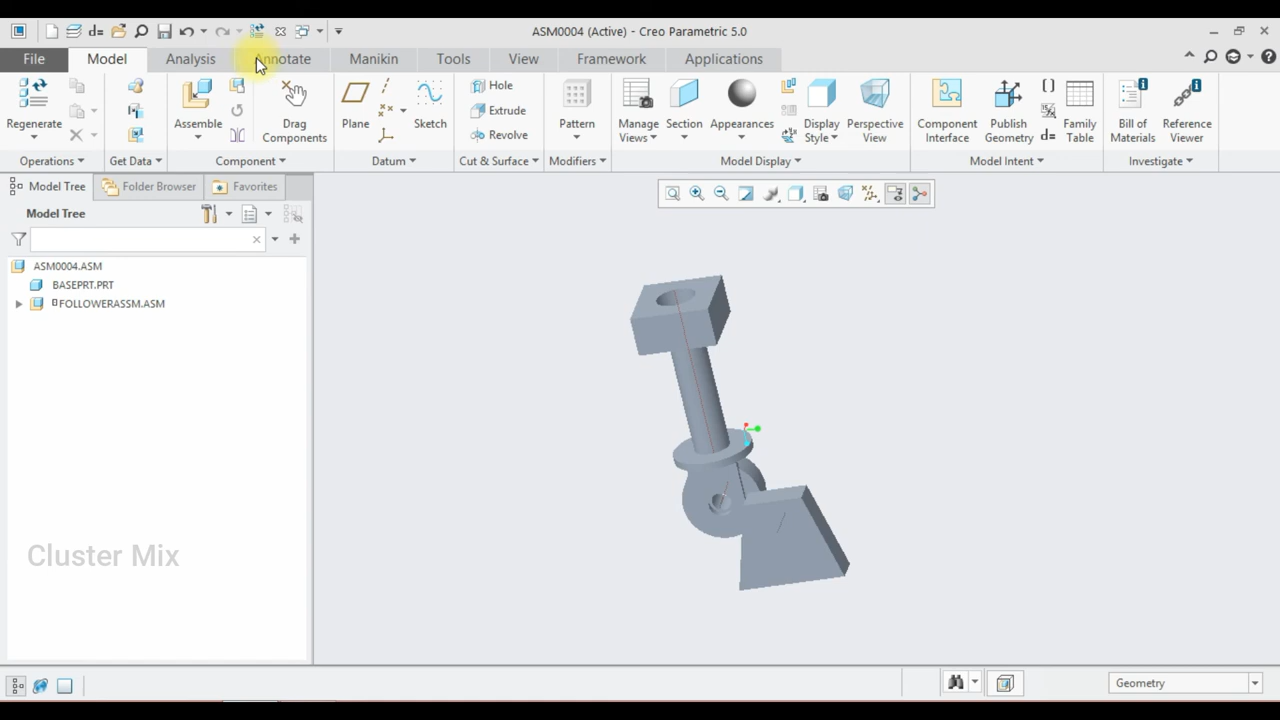 ASM0004 (Active) - Creo Parametric 5.0
File Model Analysis Annotate Manikin Tools View Framework Applications
Regenerate
Operations
Get Data
Assemble
Drag Components
Component
Plane
Sketch
Datum
Hole
Extrude
Revolve
Cut & Surface
Pattern
Modifiers
Manage Views
Section
Appearances
Display Style
Perspective View
Model Display
Component Interface
Publish Geometry
d=
Family Table
Model Intent
Bill of Materials
Reference Viewer
Investigate
Model Tree Folder Browser Favorites
Model Tree
ASM0004.ASM
BASEPRT.PRT
FOLLOWERASSM.ASM
Cluster Mix
Geometry